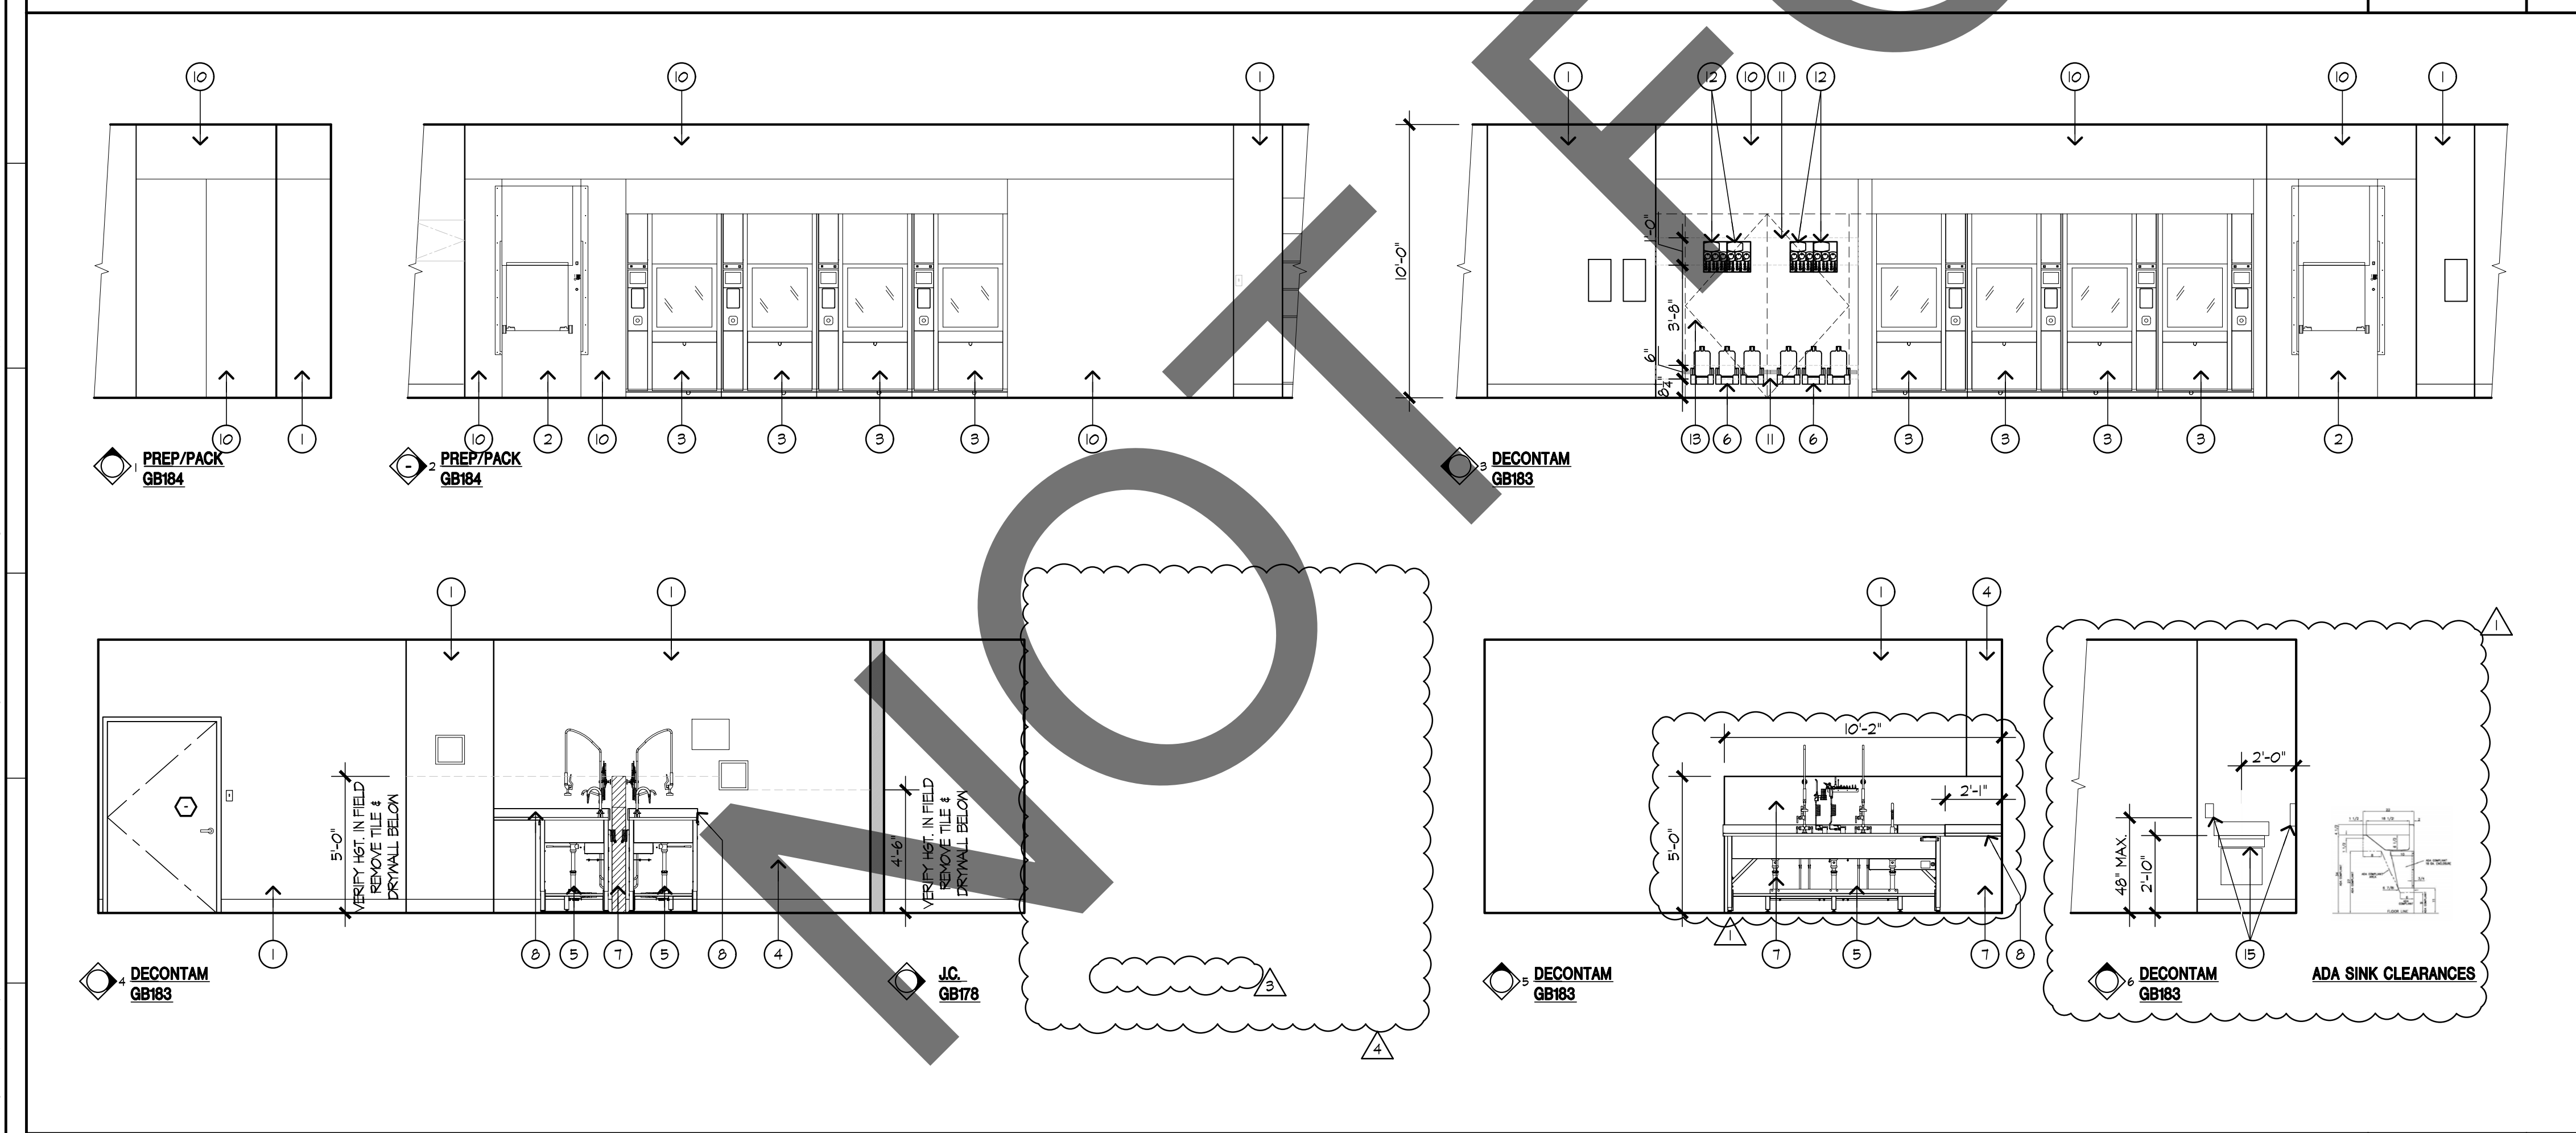 10
10
1
1
12
10
11
12
10
10
1
10'-0"
1'-0"
3'-8"
6"
10
1
10
2
10
3
3
3
3
10
13
6
11
6
3
3
3
3
2
1 PREP/PACK
GB184
- 2 PREP/PACK
GB184
3 DECONTAM
GB183
1
1
1
4
1
10'-2"
2'-1"
5'-0"
2'-0"
48" MAX.
2'-10"
5'-0"
VERIFY HGT. IN FIELD
REMOVE TILE &
DRYWALL BELOW
-
4'-6"
VERIFY HGT. IN FIELD
REMOVE TILE &
DRYWALL BELOW
FLOOR LINE
1
8
5
7
5
8
4
1
7
5
7
8
15
4 DECONTAM
GB183
J.C.
GB178
3
4
5 DECONTAM
GB183
6 DECONTAM
GB183
ADA SINK CLEARANCES
NOT FO